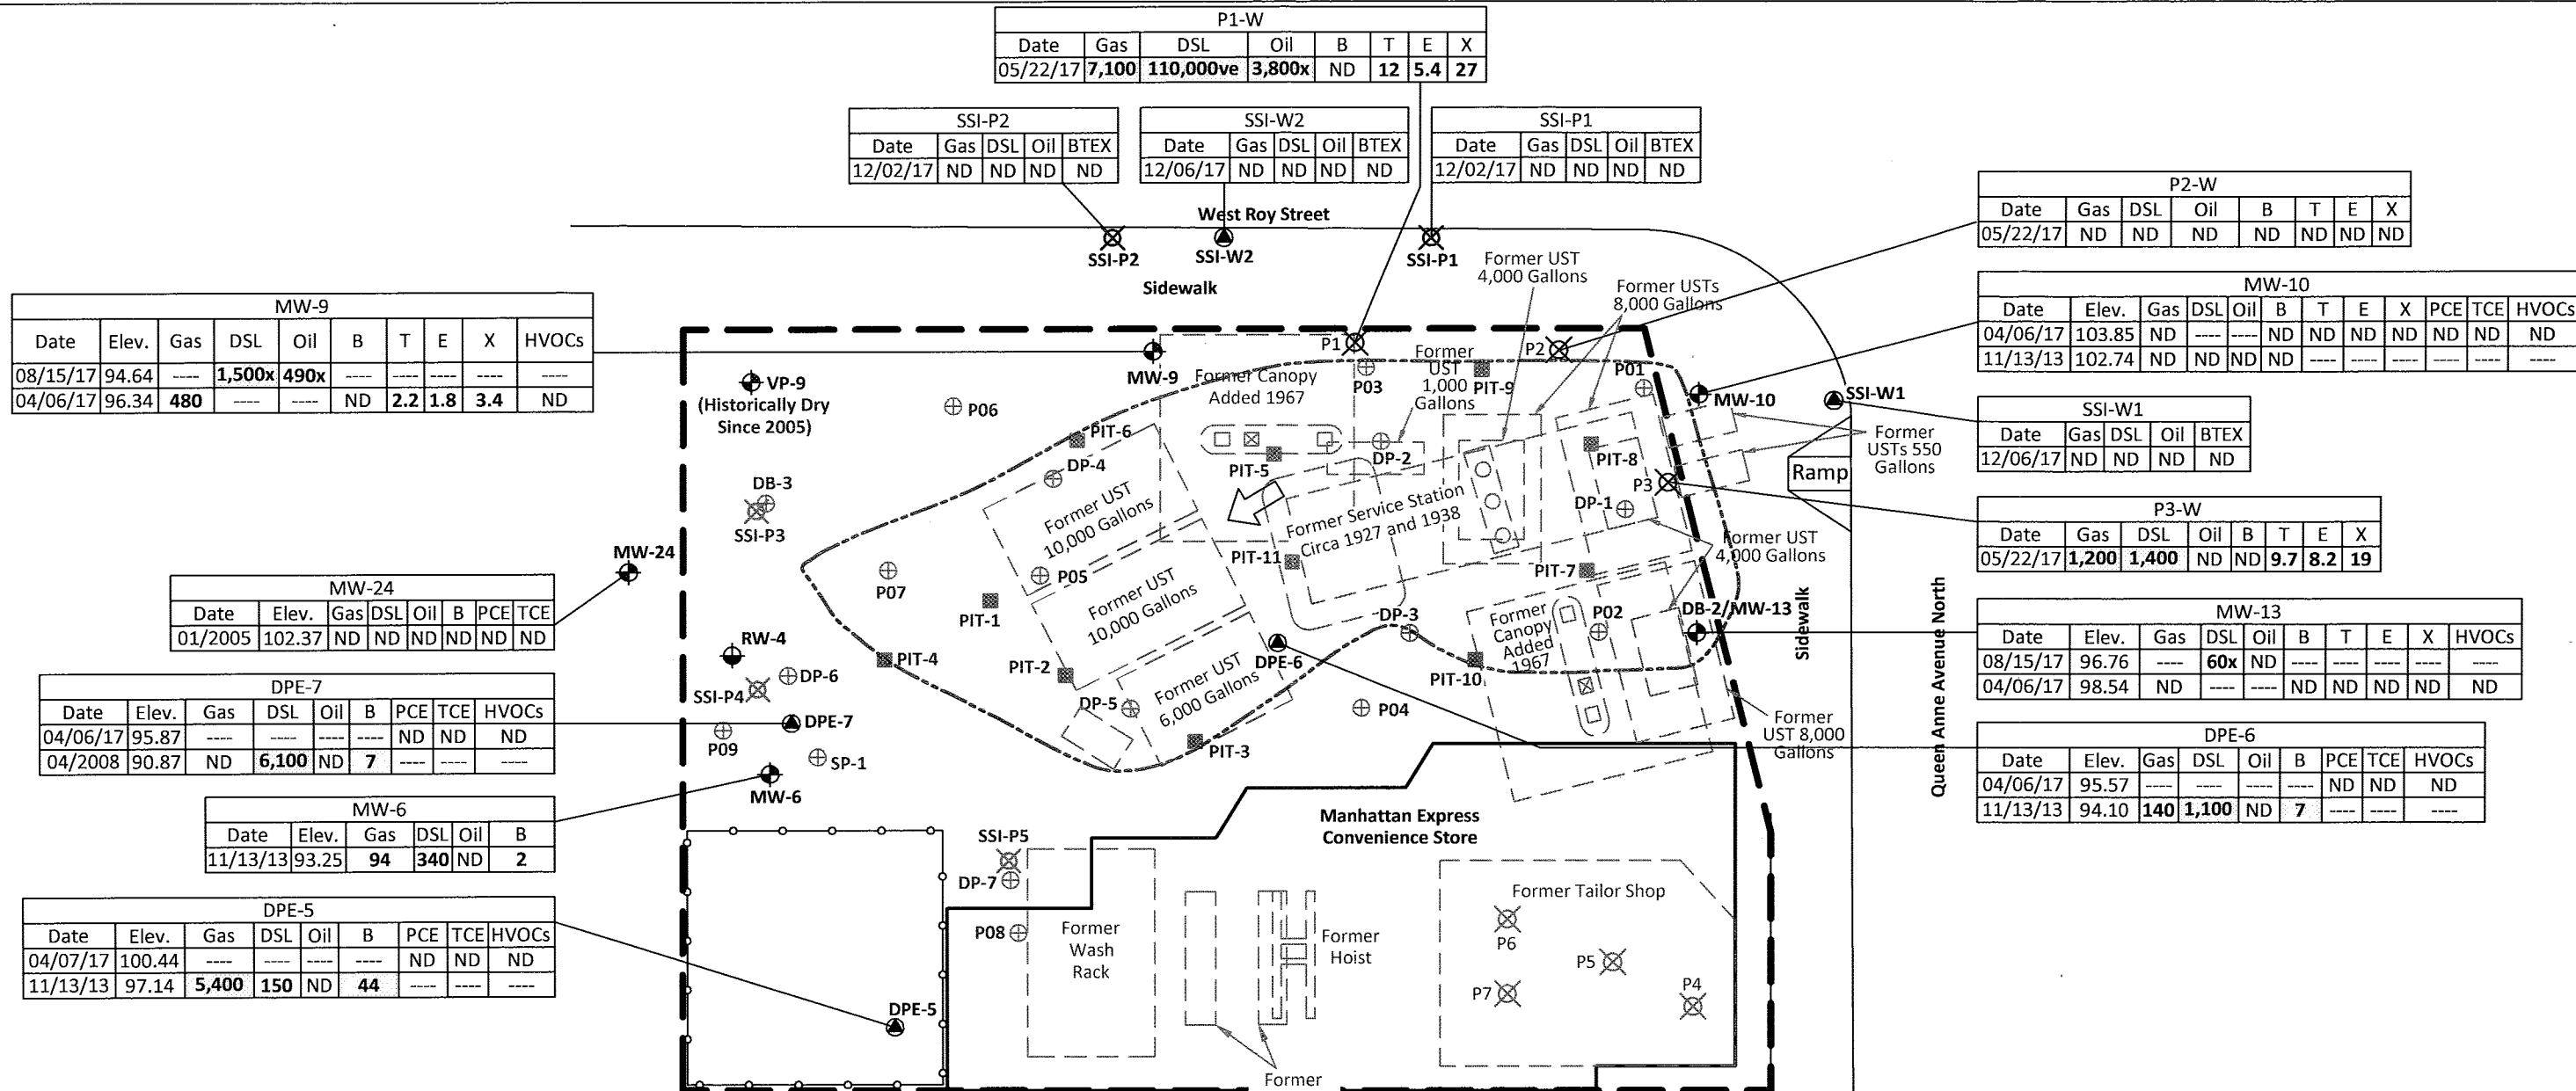 P1-W
Date Gas DSL Oil B T E X
05/22/17 7,100 110,000ve 3,800x ND 12 5.4 27
SSI-P2
Date Gas DSL Oil BTEX
12/02/17 ND ND ND ND
SSI-W2
Date Gas DSL Oil BTEX
12/06/17 ND ND ND ND
SSI-P1
Date Gas DSL Oil BTEX
12/02/17 ND ND ND ND
P2-W
Date Gas DSL Oil B T E X
05/22/17 ND ND ND ND ND ND ND
MW-9
Date Elev. Gas DSL Oil B T E X HVOCs
08/15/17 94.64 ---- 1,500x 490x ---- ---- ---- ---- ----
04/06/17 96.34 480 ---- ---- ND 2.2 1.8 3.4 ND
MW-10
Date Elev. Gas DSL Oil B T E X PCE TCE HVOCs
04/06/17 103.85 ND ---- ---- ND ND ND ND ND ND ND
11/13/13 102.74 ND ND ND ND ---- ---- ---- ---- ---- ----
SSI-W1
Date Gas DSL Oil BTEX
12/06/17 ND ND ND ND
P3-W
Date Gas DSL Oil B T E X
05/22/17 1,200 1,400 ND ND 9.7 8.2 19
MW-24
Date Elev. Gas DSL Oil B PCE TCE
01/2005 102.37 ND ND ND ND ND ND
MW-13
Date Elev. Gas DSL Oil B T E X HVOCs
08/15/17 96.76 ---- 60x ND ---- ---- ---- ---- ----
04/06/17 98.54 ND ---- ---- ND ND ND ND ND
DPE-7
Date Elev. Gas DSL Oil B PCE TCE HVOCs
04/06/17 95.87 ---- ---- ---- ---- ND ND ND
04/2008 90.87 ND 6,100 ND 7 ---- ---- ----
DPE-6
Date Elev. Gas DSL Oil B PCE TCE HVOCs
04/06/17 95.57 ---- ---- ---- ---- ND ND ND
11/13/13 94.10 140 1,100 ND 7 ---- ---- ----
MW-6
Date Elev. Gas DSL Oil B
11/13/13 93.25 94 340 ND 2
DPE-5
Date Elev. Gas DSL Oil B PCE TCE HVOCs
04/07/17 100.44 ---- ---- ---- ---- ND ND ND
11/13/13 97.14 5,400 150 ND 44 ---- ---- ----
West Roy Street
SSI-P2
SSI-W2
SSI-P1
Sidewalk
Former UST
4,000 Gallons
Former USTs
8,000 Gallons
P1
P2
MW-9
VP-9
(Historically Dry
Since 2005)
Former Canopy
Added 1967
P03
Former
UST
1,000
Gallons
PIT-9
P01
MW-10
SSI-W1
P06
PIT-6
DP-4
PIT-5
DP-2
PIT-8
Former
USTs 550
Gallons
Ramp
DB-3
SSI-P3
Former UST
10,000 Gallons
Former Service Station
Circa 1927 and 1938
DP-1
P3
MW-24
P07
P05
PIT-11
PIT-7
Former UST
4,000 Gallons
PIT-1
Former UST
10,000 Gallons
DP-3
Former
Canopy
Added
1967
P02
DB-2/MW-13
Sidewalk
Queen Anne Avenue North
RW-4
PIT-4
PIT-2
DPE-6
PIT-10
DP-6
SSI-P4
DP-5
Former UST
6,000 Gallons
P04
DPE-7
P09
SP-1
PIT-3
Former
UST 8,000
Gallons
MW-6
Manhattan Express
Convenience Store
SSI-P5
DP-7
P08
Former
Wash
Rack
Former
Hoist
Former Tailor Shop
P6
P5
P7
P4
DPE-5
Former